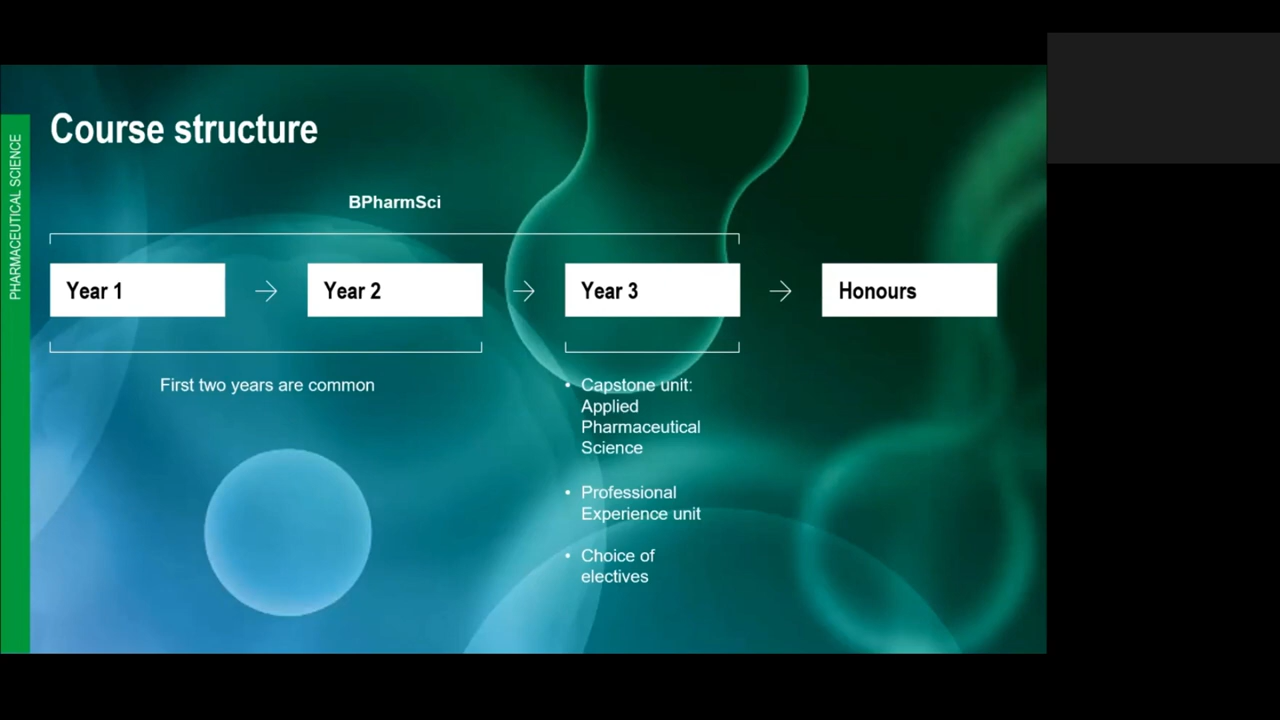 Course structure
PHARMACEUTICAL SCIENCE
BPharmSci
Year 1
Year 2
Year 3
Honours
First two years are common
• Capstone unit:
Applied
Pharmaceutical
Science
• Professional
Experience unit
• Choice of
electives